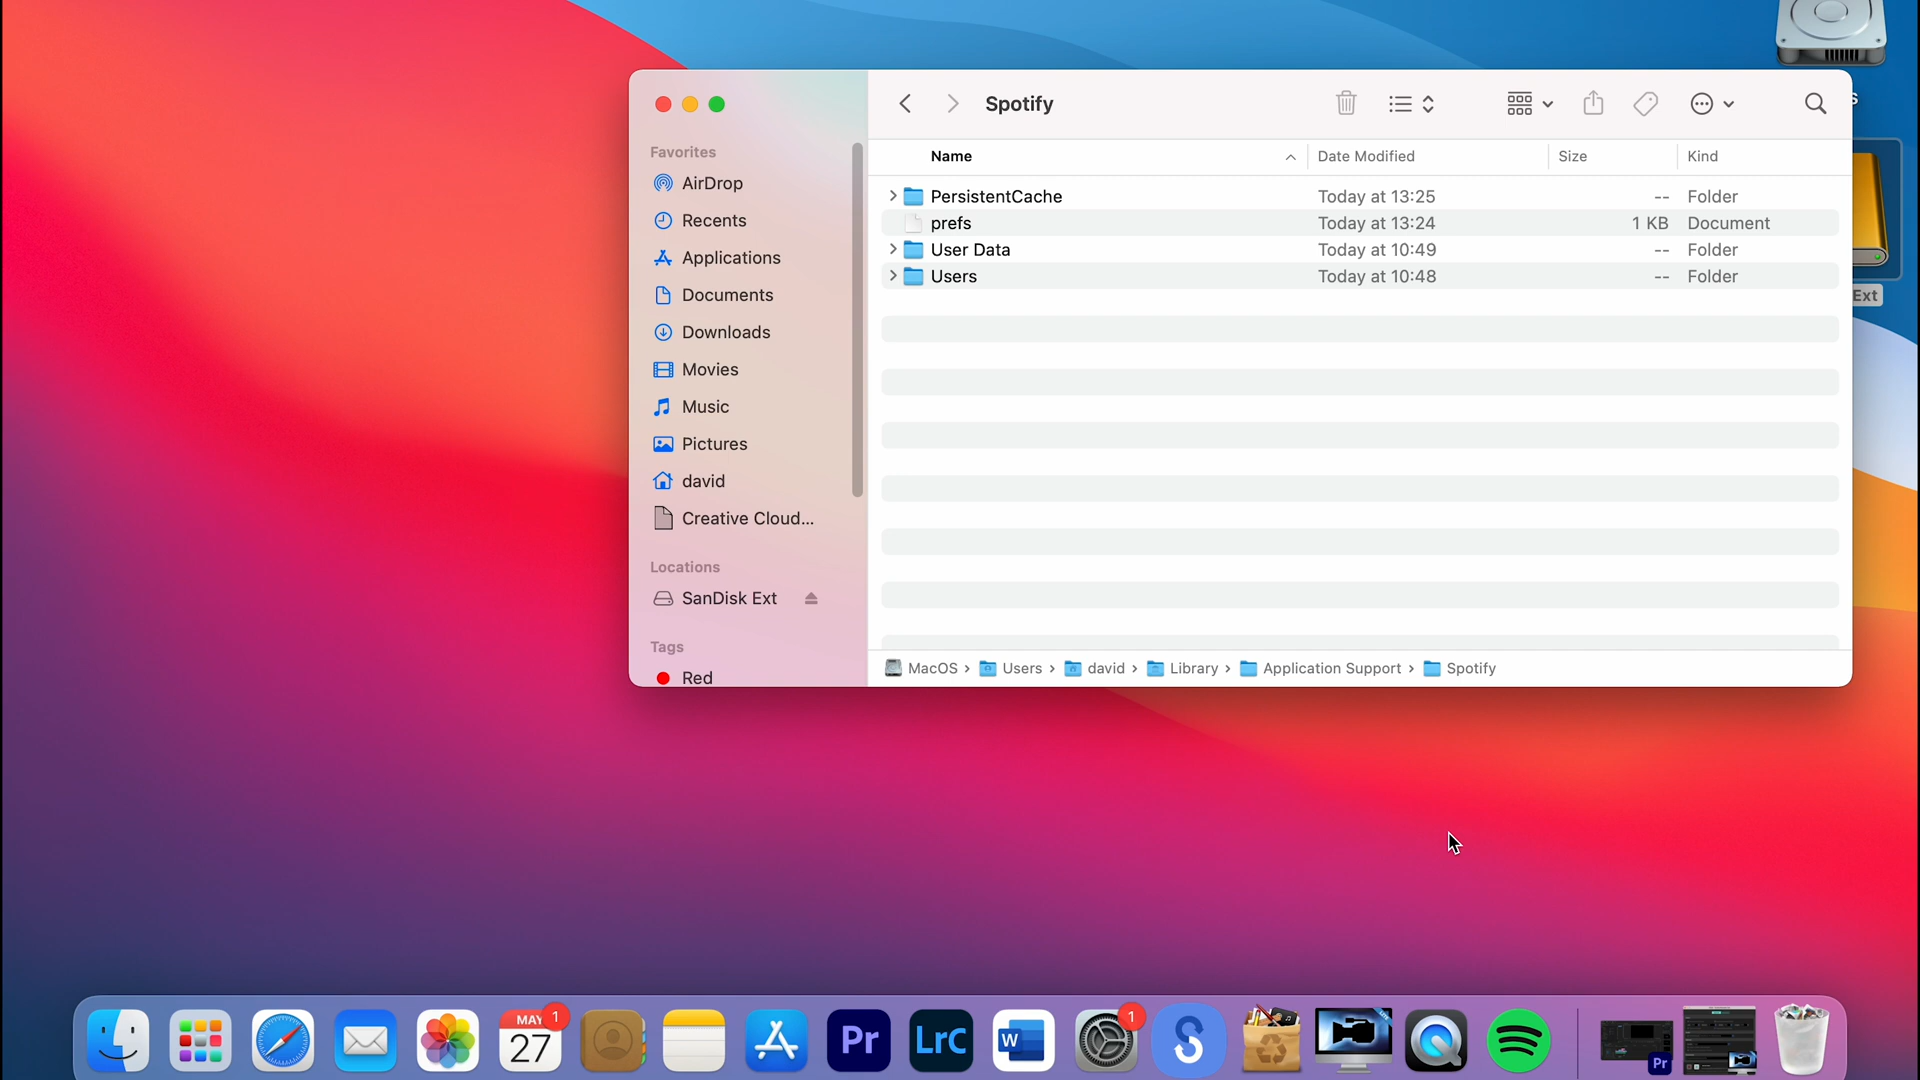 Spotify
Favorites
AirDrop
Recents
Applications
Documents
Downloads
Movies
Music
Pictures
david
Creative Cloud...
Locations
SanDisk Ext
Tags
Red
Name Date Modified Size Kind
PersistentCache Today at 13:25 -- Folder
prefs Today at 13:24 1 KB Document
User Data Today at 10:49 -- Folder
Users Today at 10:48 -- Folder
MacOS › Users › david › Library › Application Support › Spotify
s
Ext
MAY 1
27
Pr
LrC
W
1
S
Pr